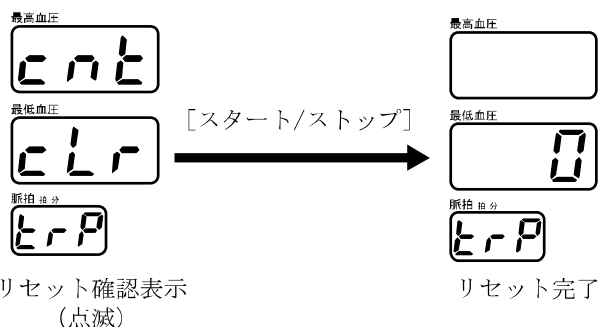 最高血圧
cnt
最低血圧
cLr
脈拍 拍 分
trP
リセット確認表示
(点滅)
[スタート/ストップ]
最高血圧
最低血圧
0
脈拍 拍 分
trP
リセット完了